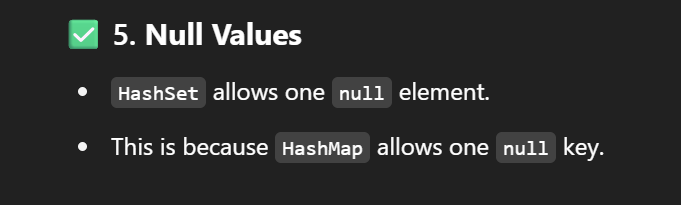 ✅ 5. Null Values
• HashSet allows one null element.
• This is because HashMap allows one null key.